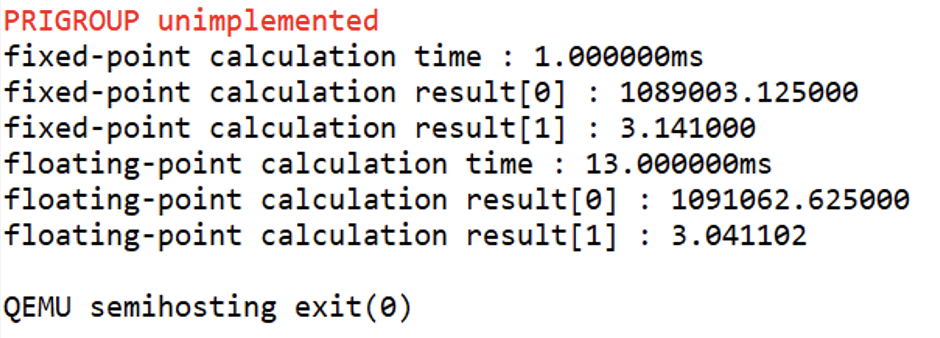 PRIGROUP unimplemented
fixed-point calculation time : 1.000000ms
fixed-point calculation result[0] : 1089003.125000
fixed-point calculation result[1] : 3.141000
floating-point calculation time : 13.000000ms
floating-point calculation result[0] : 1091062.625000
floating-point calculation result[1] : 3.041102
QEMU semihosting exit(0)